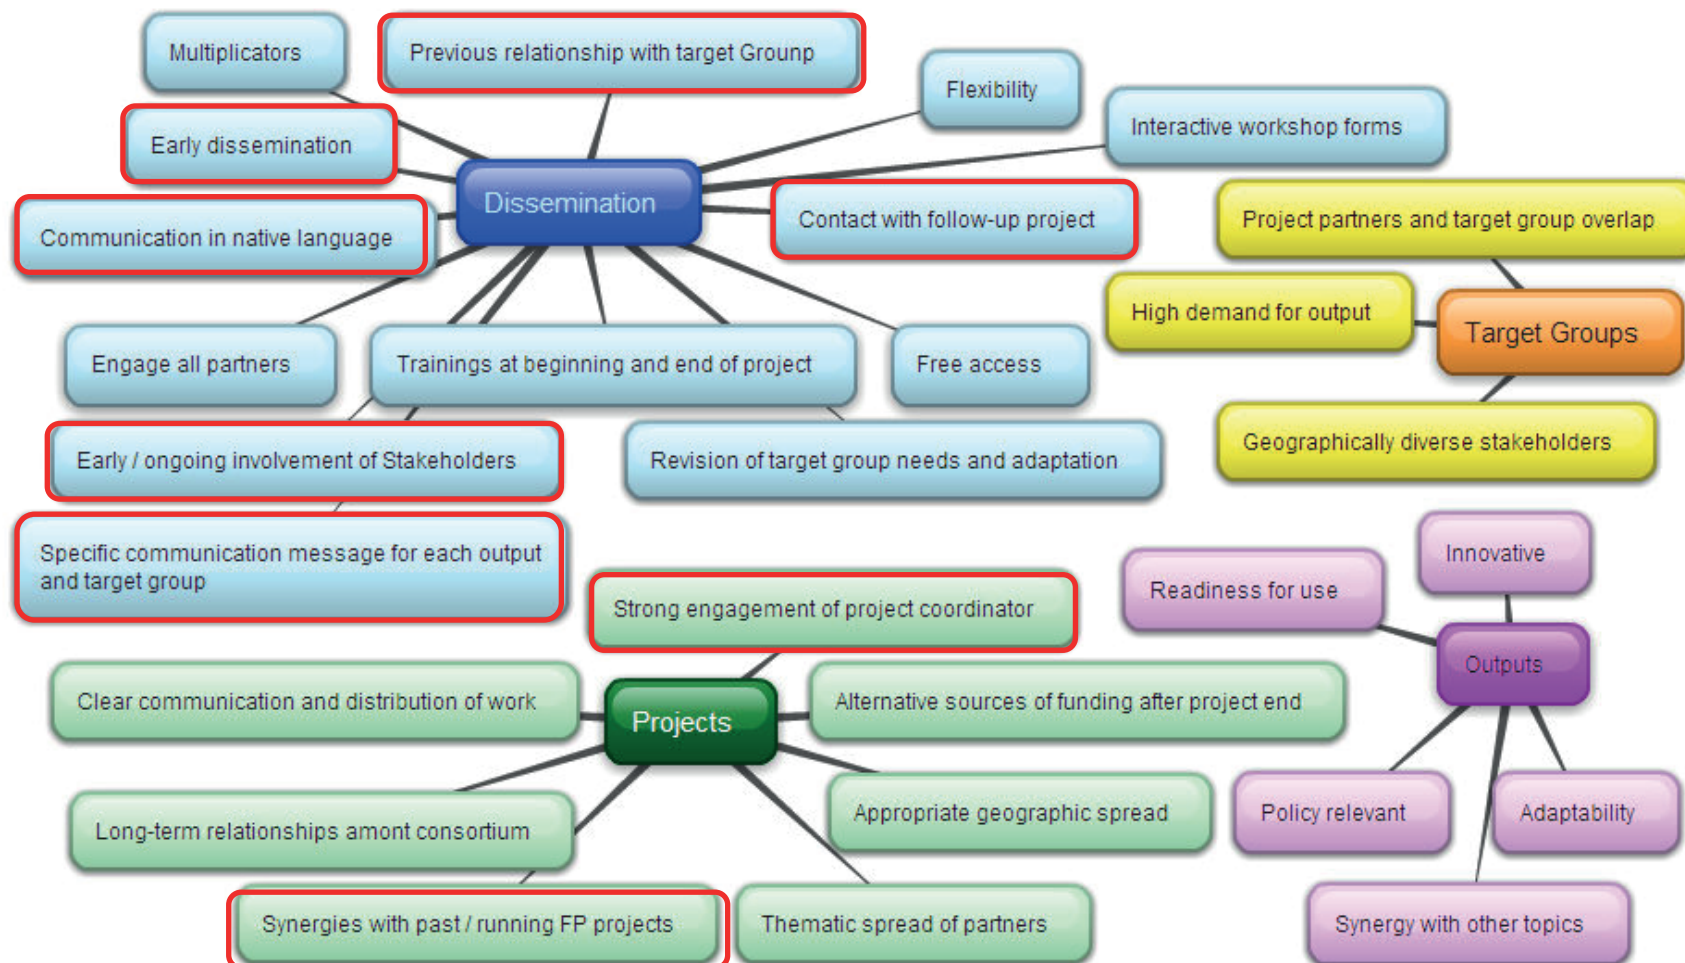 Multiplicators
Previous relationship with target Grounp
Flexibility
Interactive workshop forms
Early dissemination
Dissemination
Communication in native language
Contact with follow-up project
Engage all partners
Trainings at beginning and end of project
Free access
Early / ongoing involvement of Stakeholders
Revision of target group needs and adaptation
Specific communication message for each output
and target group
Project partners and target group overlap
High demand for output
Target Groups
Geographically diverse stakeholders
Strong engagement of project coordinator
Clear communication and distribution of work
Projects
Alternative sources of funding after project end
Long-term relationships amont consortium
Appropriate geographic spread
Synergies with past / running FP projects
Thematic spread of partners
Innovative
Readiness for use
Outputs
Policy relevant
Adaptability
Synergy with other topics